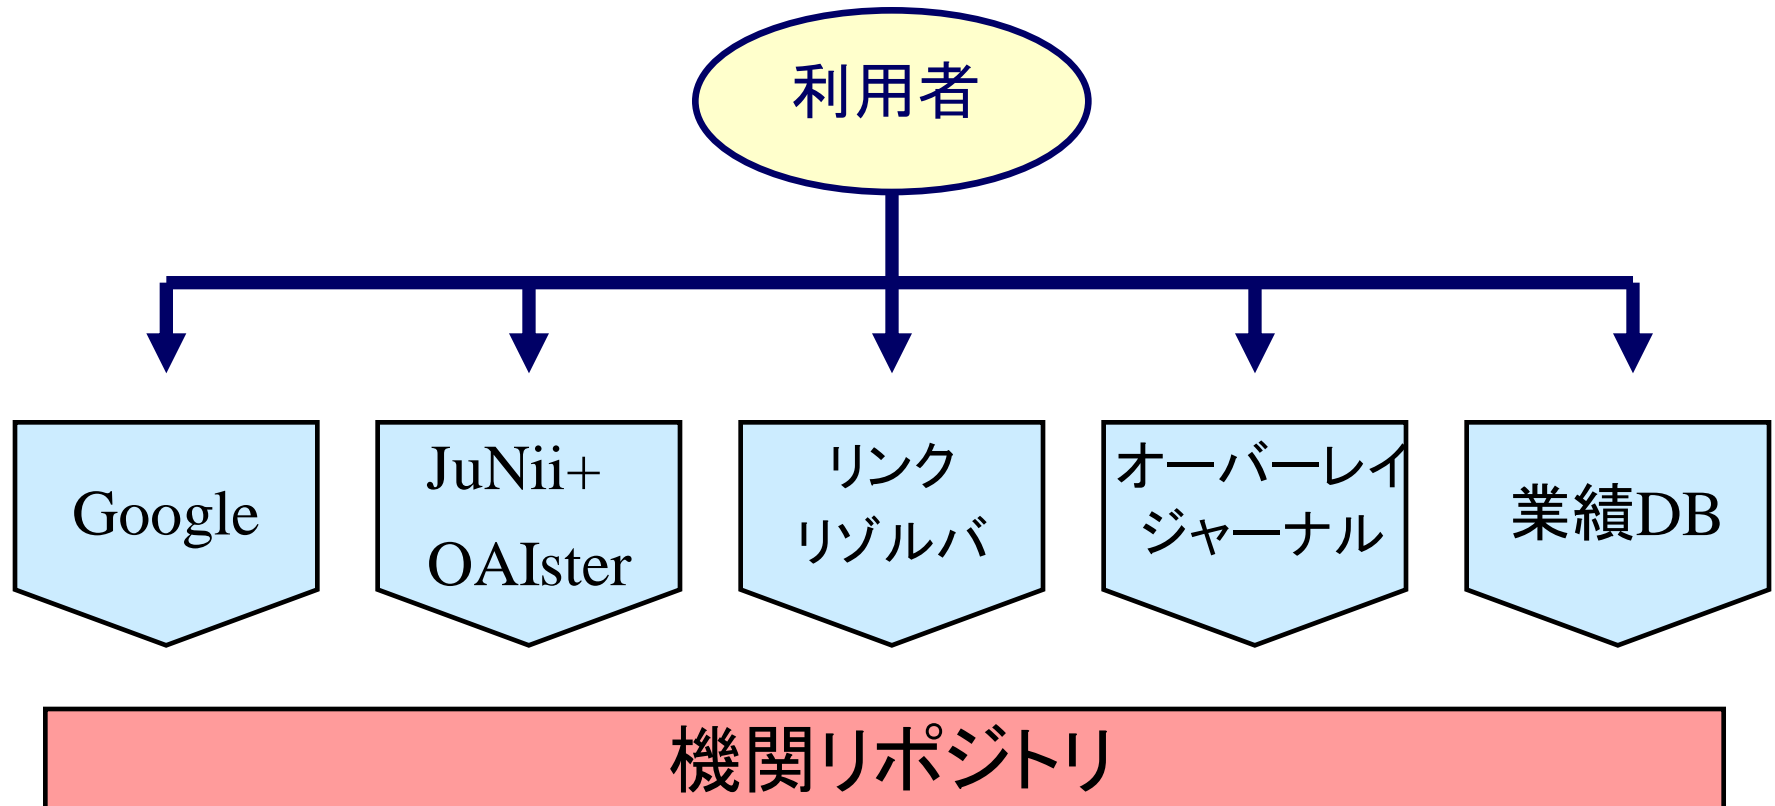 利用者
Google
JuNii+
OAIster
リンク
リゾルバ
オーバーレイ
ジャーナル
業績DB
機関リポジトリ